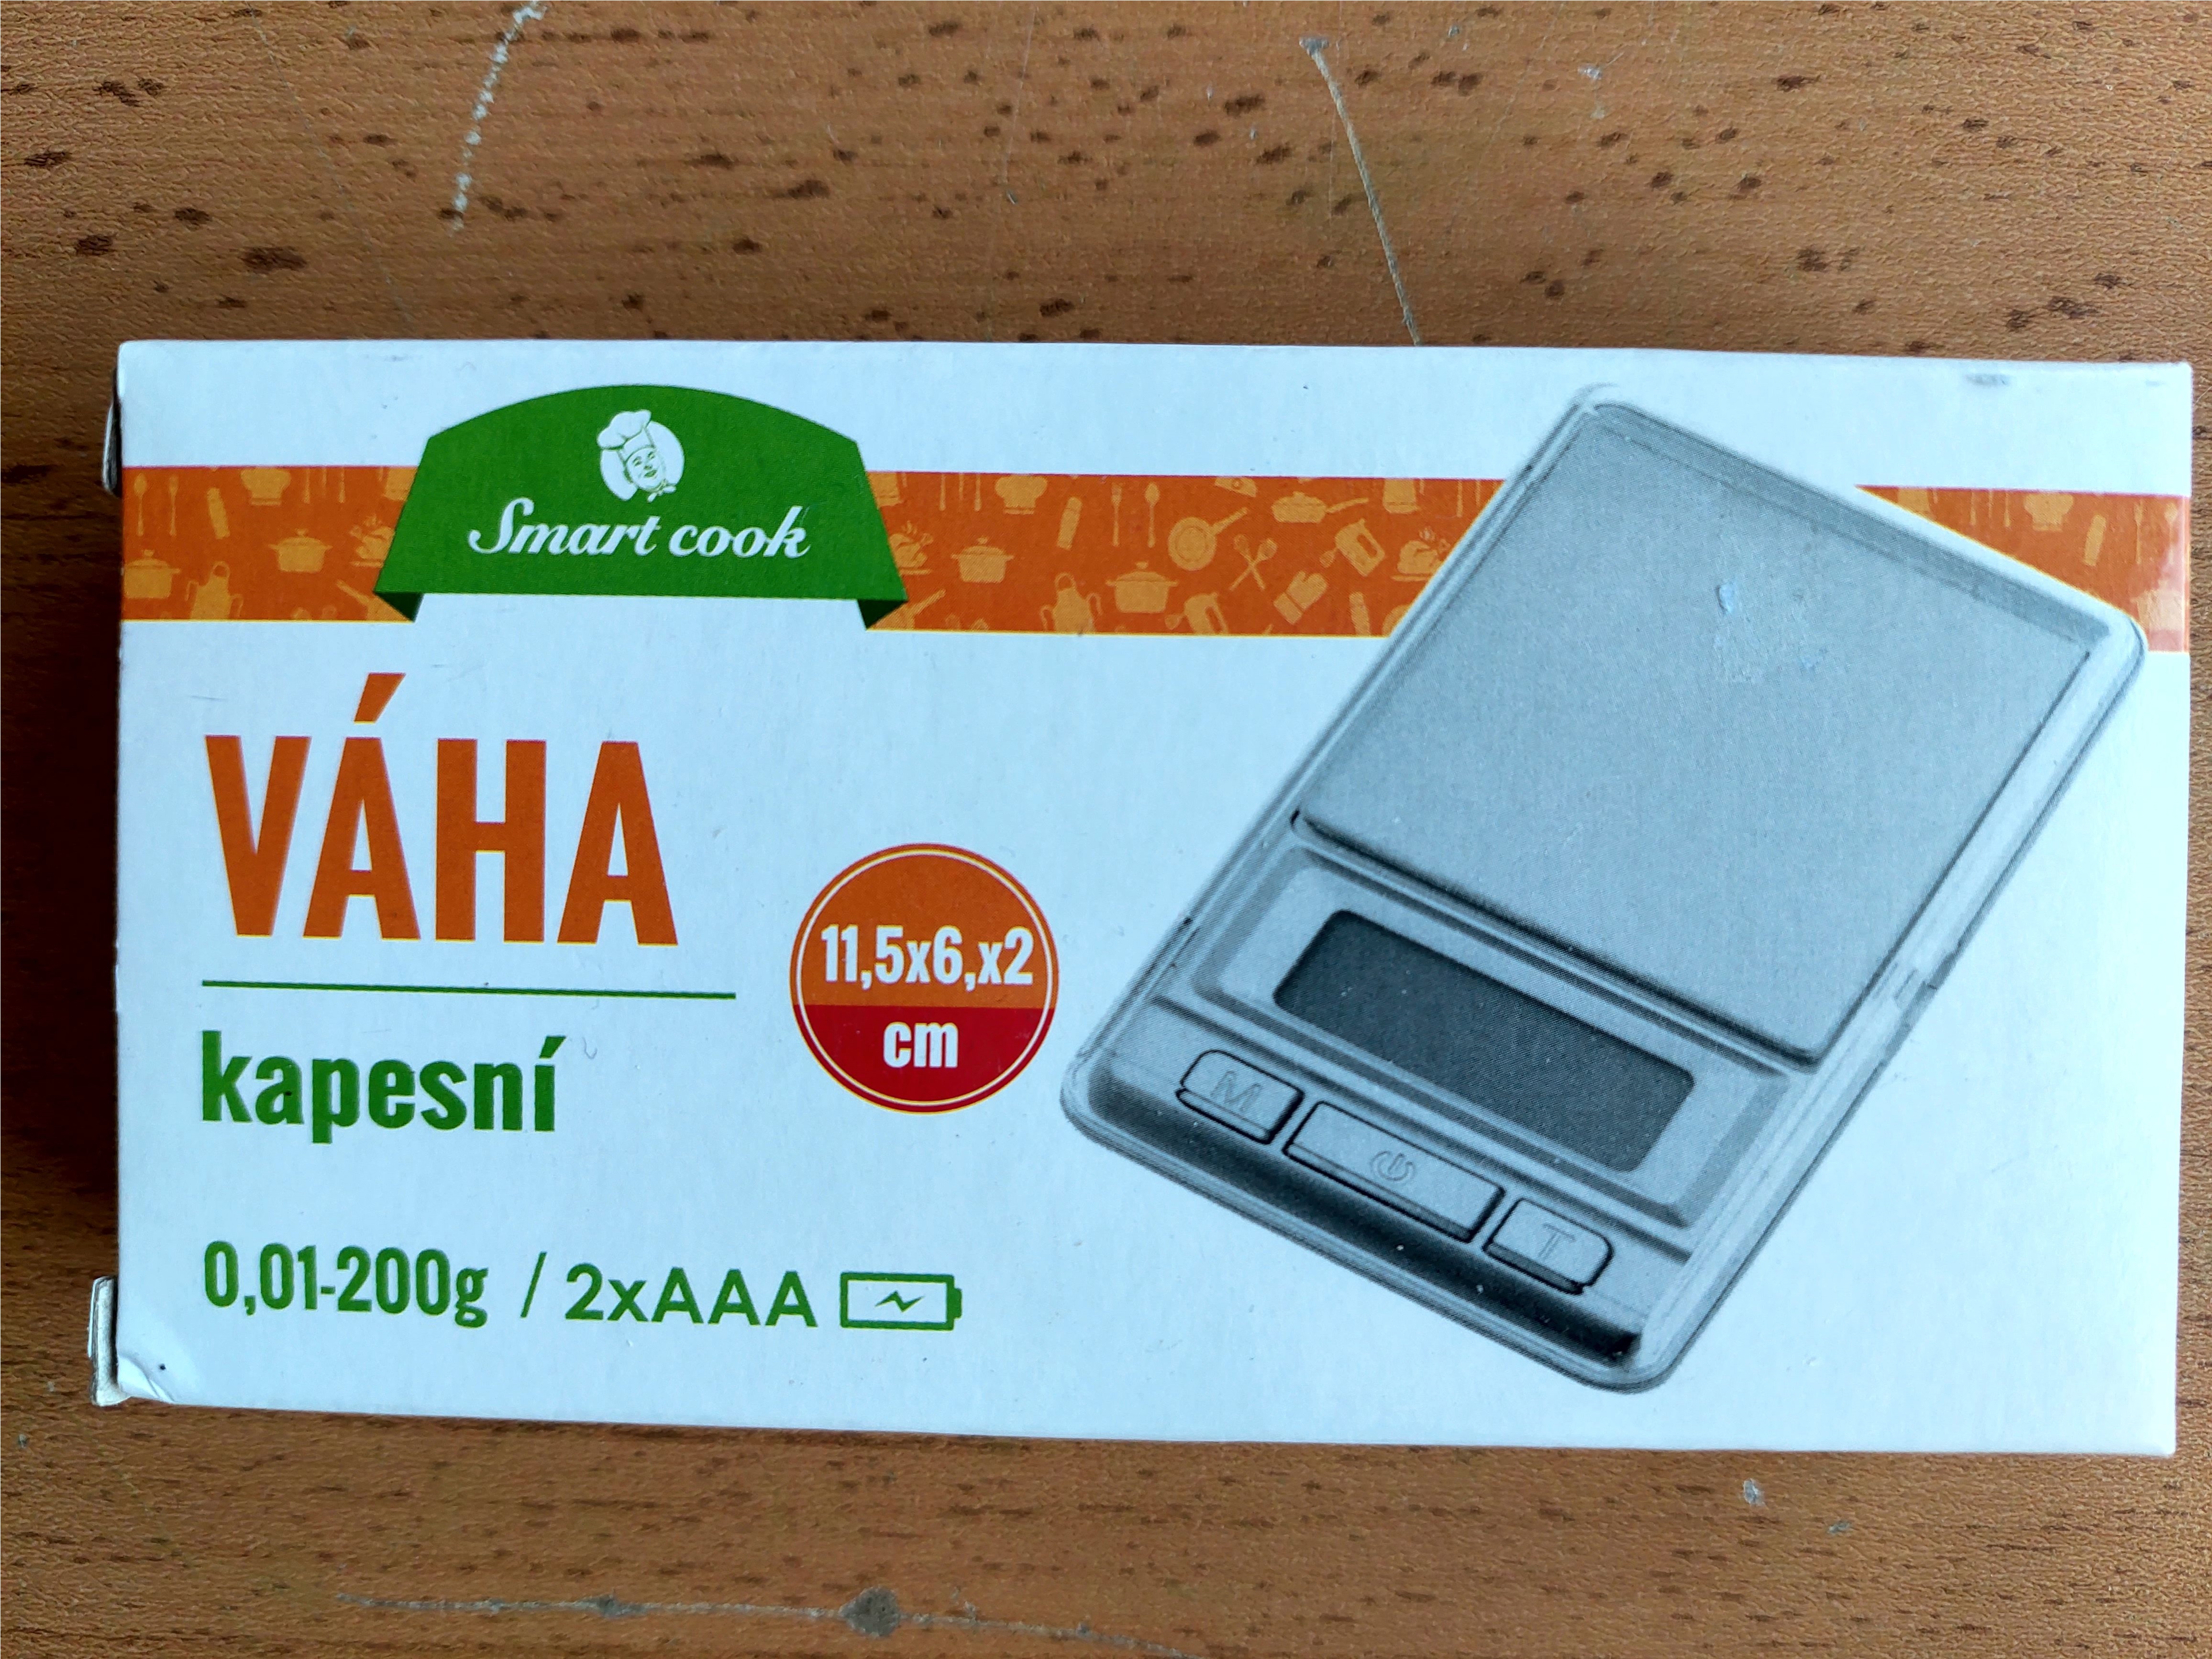 Smart cook
VÁHA
kapesní
11,5x6,x2
cm
0,01-200g / 2xAAA
M
T